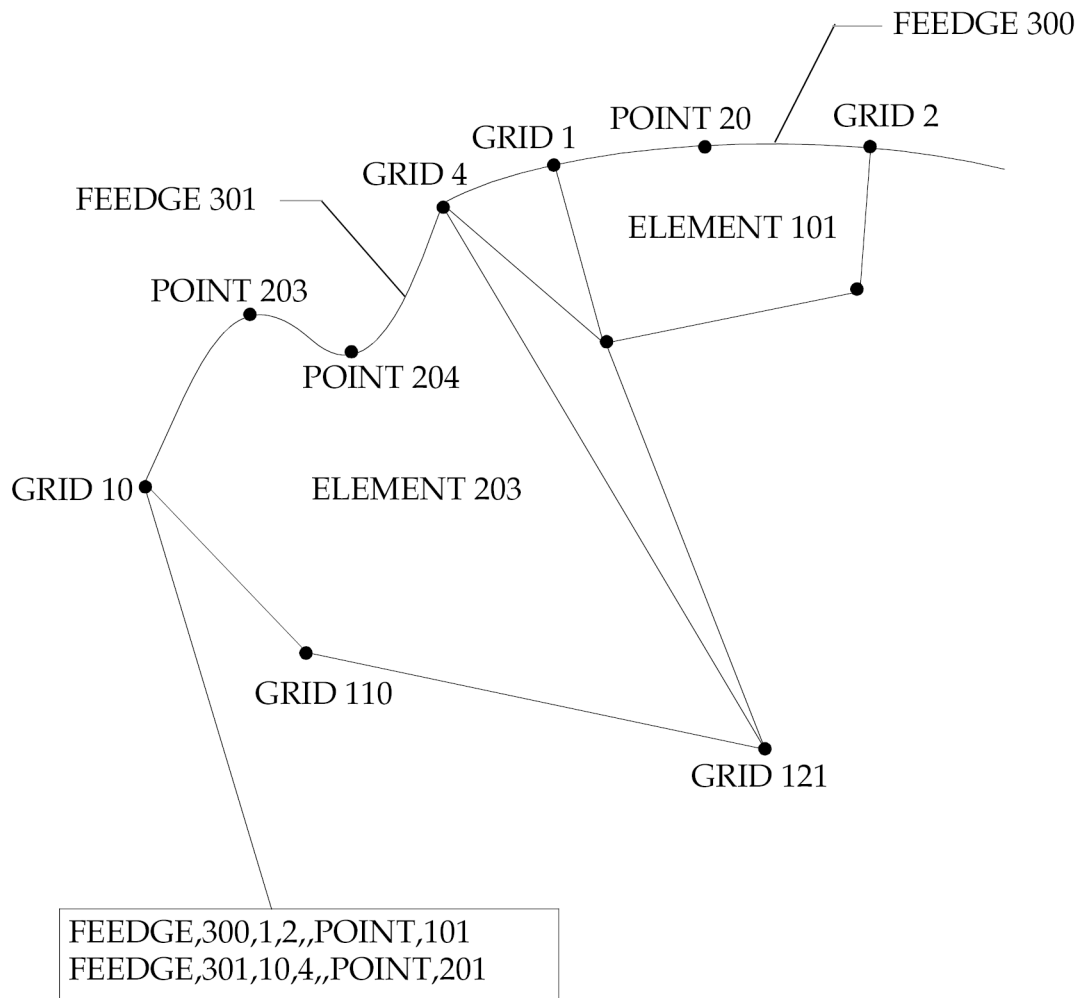 FEEDGE 300
POINT 20
GRID 2
GRID 1
GRID 4
FEEDGE 301
ELEMENT 101
POINT 203
POINT 204
GRID 10
ELEMENT 203
GRID 110
GRID 121
FEEDGE,300,1,2,,POINT,101
FEEDGE,301,10,4,,POINT,201